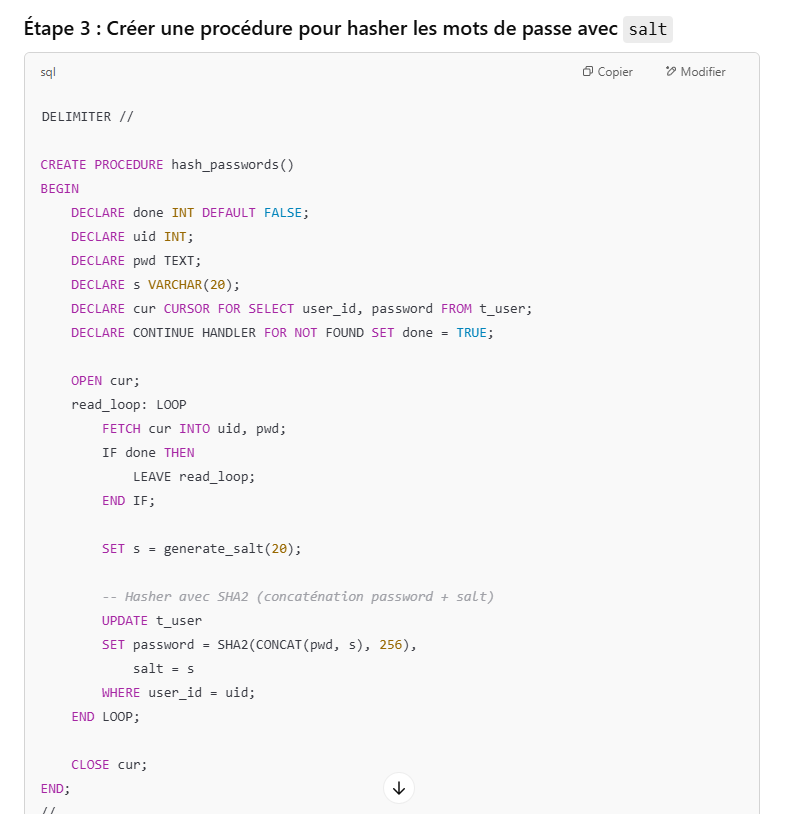 Étape 3 : Créer une procédure pour hasher les mots de passe avec salt
sql Copier Modifier
DELIMITER //
CREATE PROCEDURE hash_passwords()
BEGIN
    DECLARE done INT DEFAULT FALSE;
    DECLARE uid INT;
    DECLARE pwd TEXT;
    DECLARE s VARCHAR(20);
    DECLARE cur CURSOR FOR SELECT user_id, password FROM t_user;
    DECLARE CONTINUE HANDLER FOR NOT FOUND SET done = TRUE;
    OPEN cur;
    read_loop: LOOP
        FETCH cur INTO uid, pwd;
        IF done THEN
            LEAVE read_loop;
        END IF;
        SET s = generate_salt(20);
        -- Hasher avec SHA2 (concaténation password + salt)
        UPDATE t_user
        SET password = SHA2(CONCAT(pwd, s), 256),
            salt = s
        WHERE user_id = uid;
    END LOOP;
    CLOSE cur;
END;
//